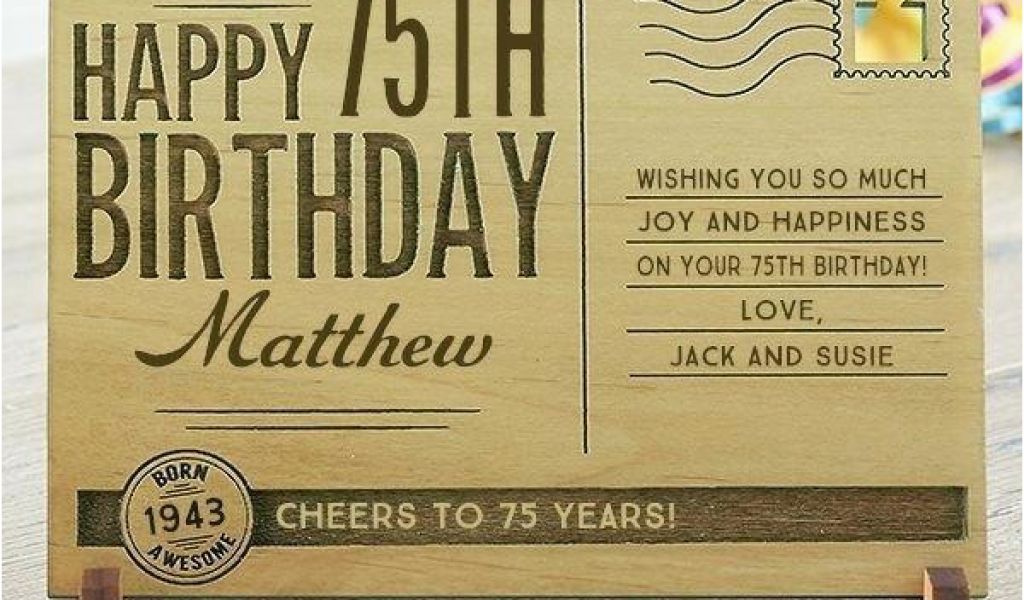 HAPPY 75TH
BIRTHDAY
Matthew
WISHING YOU SO MUCH
JOY AND HAPPINESS
ON YOUR 75TH BIRTHDAY!
LOVE,
JACK AND SUSIE
BORN
1943
AWESOME
CHEERS TO 75 YEARS!